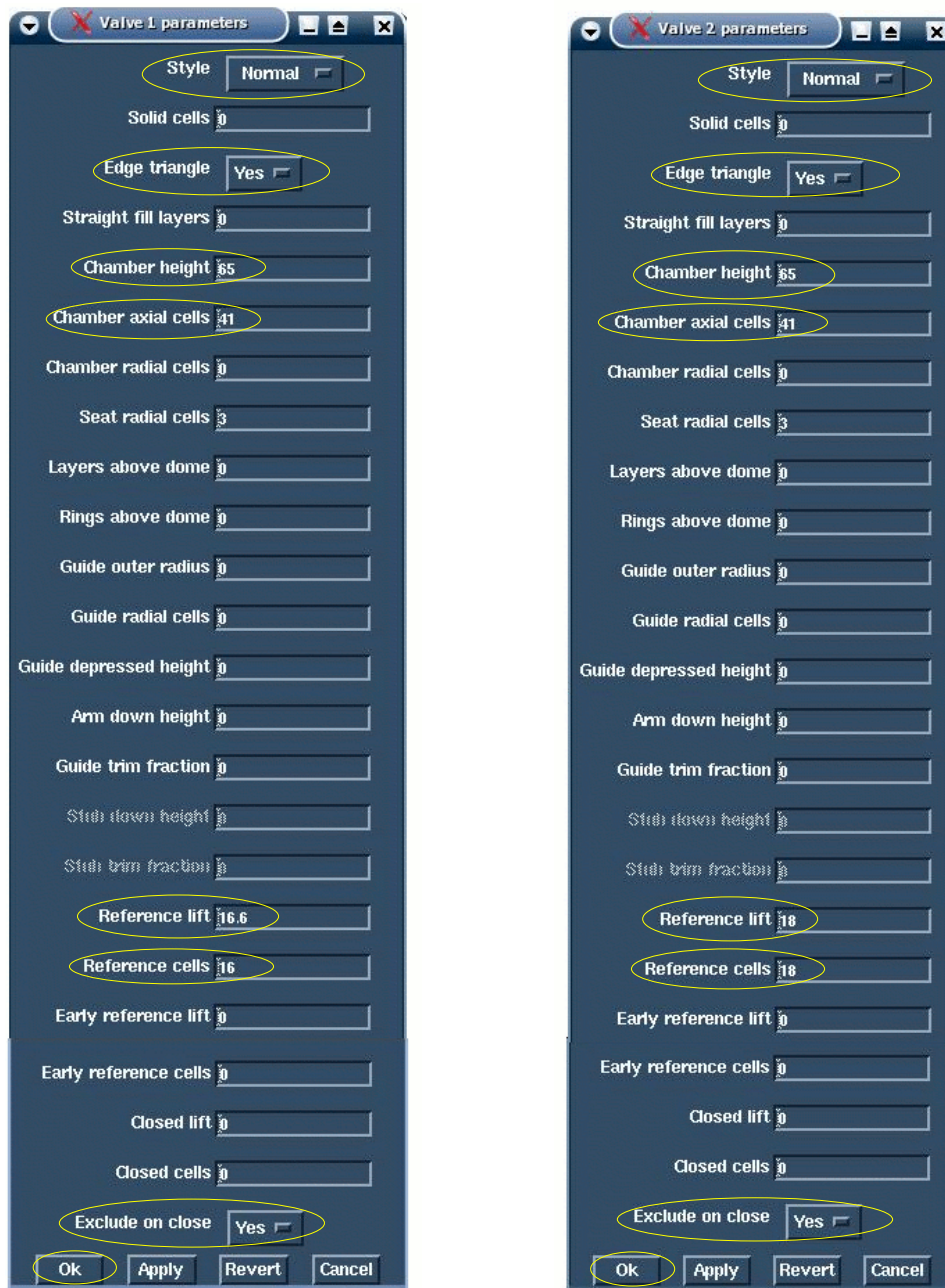 Valve 1 parameters
Style Normal
Solid cells 0
Edge triangle Yes
Straight fill layers 0
Chamber height 65
Chamber axial cells 41
Chamber radial cells 0
Seat radial cells 3
Layers above dome 0
Rings above dome 0
Guide outer radius 0
Guide radial cells 0
Guide depressed height 0
Arm down height 0
Guide trim fraction 0
Stub down height 0
Stub trim fraction 0
Reference lift 16.6
Reference cells 16
Early reference lift 0
Early reference cells 0
Closed lift 0
Closed cells 0
Exclude on close Yes
Ok Apply Revert Cancel
Valve 2 parameters
Style Normal
Solid cells 0
Edge triangle Yes
Straight fill layers 0
Chamber height 65
Chamber axial cells 41
Chamber radial cells 0
Seat radial cells 3
Layers above dome 0
Rings above dome 0
Guide outer radius 0
Guide radial cells 0
Guide depressed height 0
Arm down height 0
Guide trim fraction 0
Stub down height 0
Stub trim fraction 0
Reference lift 18
Reference cells 18
Early reference lift 0
Early reference cells 0
Closed lift 0
Closed cells 0
Exclude on close Yes
Ok Apply Revert Cancel